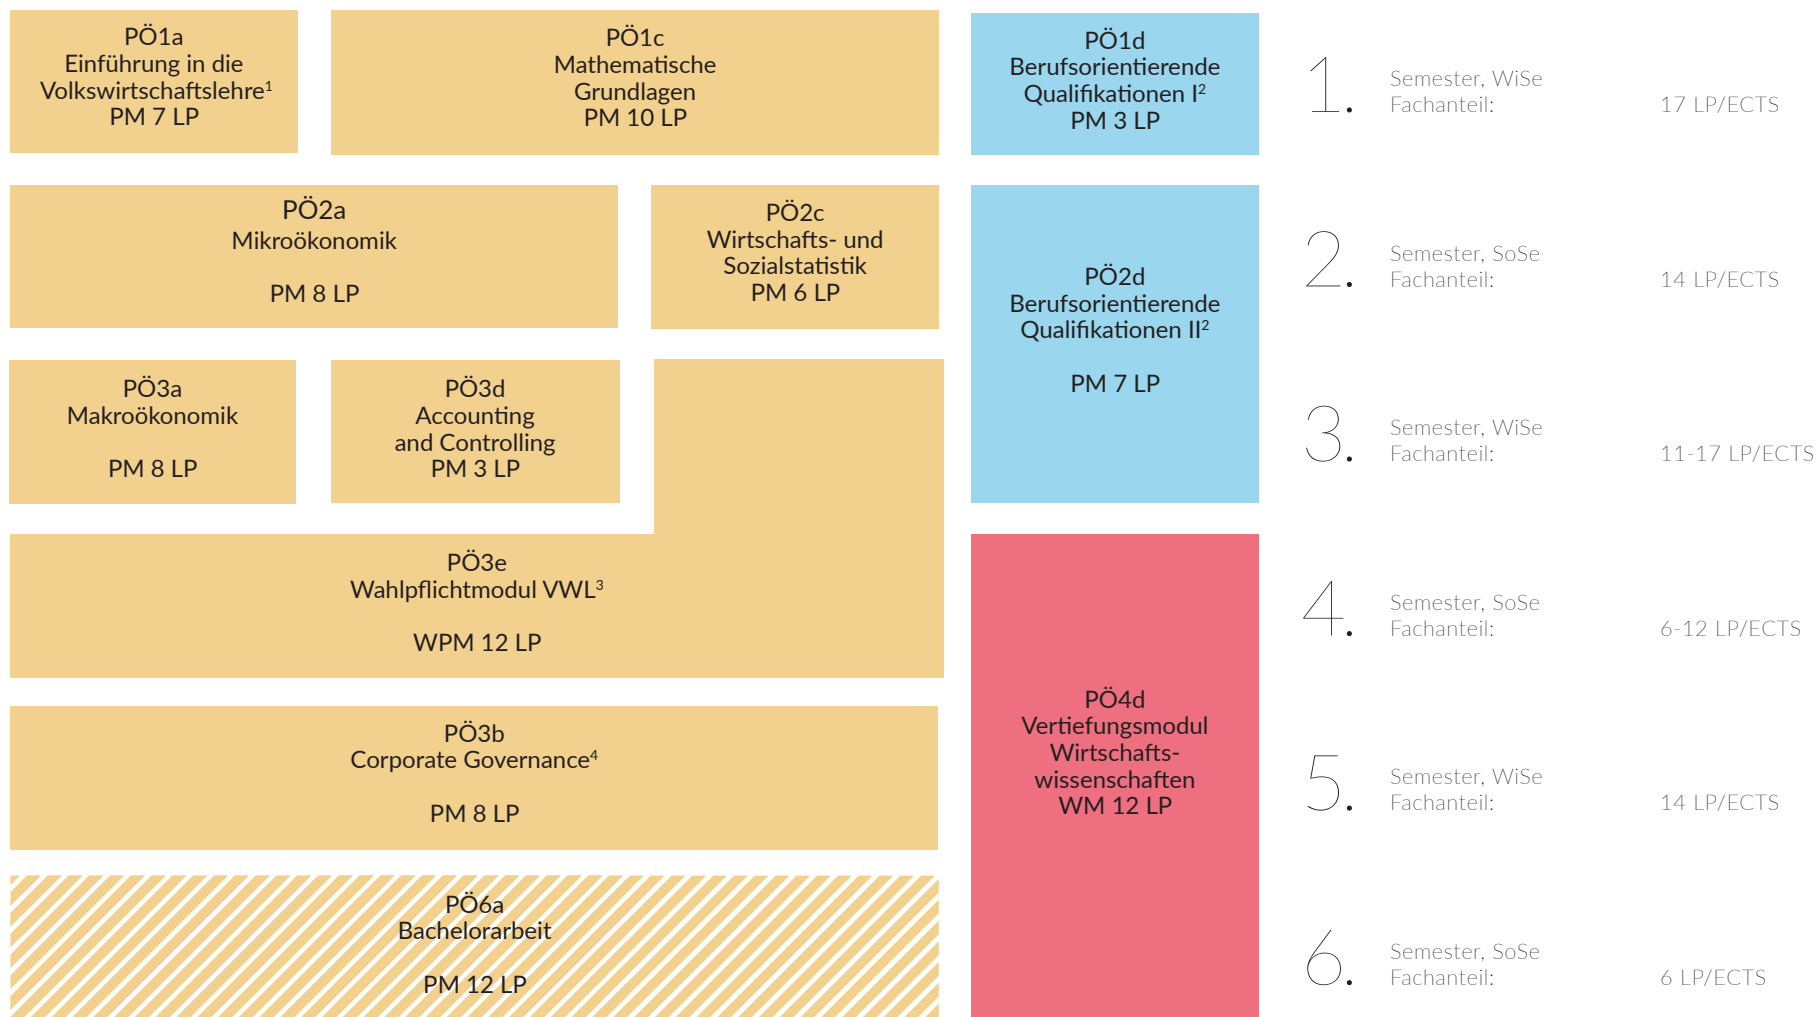 PÖ1a
Einführung in die
Volkswirtschaftslehre¹
PM 7 LP
PÖ1c
Mathematische
Grundlagen
PM 10 LP
PÖ1d
Berufsorientierende
Qualifikationen I²
PM 3 LP
1. Semester, WiSe
Fachanteil: 17 LP/ECTS
PÖ2a
Mikroökonomik
PM 8 LP
PÖ2c
Wirtschafts- und
Sozialstatistik
PM 6 LP
PÖ2d
Berufsorientierende
Qualifikationen II²
PM 7 LP
2. Semester, SoSe
Fachanteil: 14 LP/ECTS
PÖ3a
Makroökonomik
PM 8 LP
PÖ3d
Accounting
and Controlling
PM 3 LP
3. Semester, WiSe
Fachanteil: 11-17 LP/ECTS
PÖ3e
Wahlpflichtmodul VWL³
WPM 12 LP
4. Semester, SoSe
Fachanteil: 6-12 LP/ECTS
PÖ4d
Vertiefungsmodul
Wirtschafts-
wissenschaften
WM 12 LP
PÖ3b
Corporate Governance⁴
PM 8 LP
5. Semester, WiSe
Fachanteil: 14 LP/ECTS
PÖ6a
Bachelorarbeit
PM 12 LP
6. Semester, SoSe
Fachanteil: 6 LP/ECTS